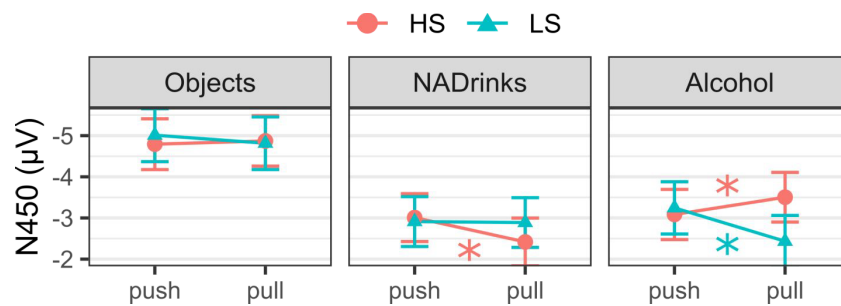 HS LS
Objects NADrinks Alcohol
N450 (μV)
-5
-4
-3
-2
push pull push pull push pull